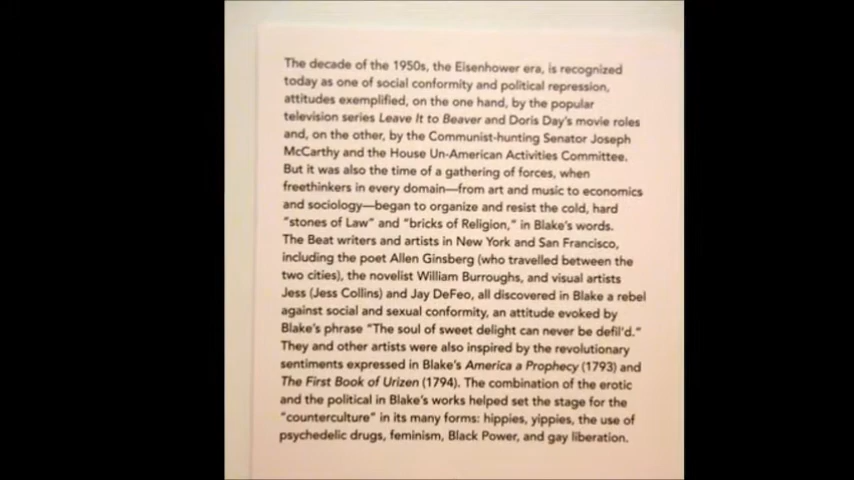 The decade of the 1950s, the Eisenhower era, is recognized
today as one of social conformity and political repression,
attitudes exemplified, on the one hand, by the popular
television series Leave It to Beaver and Doris Day's movie roles
and, on the other, by the Communist-hunting Senator Joseph
McCarthy and the House Un-American Activities Committee.
But it was also the time of a gathering of forces, when
freethinkers in every domain—from art and music to economics
and sociology—began to organize and resist the cold, hard
"stones of Law" and "bricks of Religion," in Blake's words.
The Beat writers and artists in New York and San Francisco,
including the poet Allen Ginsberg (who travelled between the
two cities), the novelist William Burroughs, and visual artists
Jess (Jess Collins) and Jay DeFeo, all discovered in Blake a rebel
against social and sexual conformity, an attitude evoked by
Blake's phrase "The soul of sweet delight can never be defil'd."
They and other artists were also inspired by the revolutionary
sentiments expressed in Blake's America a Prophecy (1793) and
The First Book of Urizen (1794). The combination of the erotic
and the political in Blake's works helped set the stage for the
"counterculture" in its many forms: hippies, yippies, the use of
psychedelic drugs, feminism, Black Power, and gay liberation.